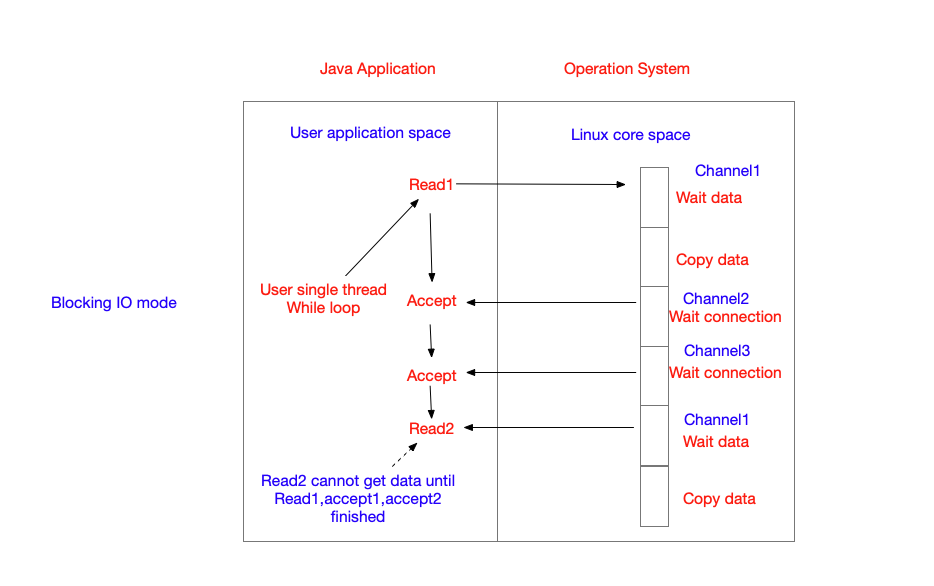 Java Application
Operation System
User application space
Linux core space
Channel1
Read1
Wait data
Copy data
User single thread
While loop
Blocking IO mode
Accept
Channel2
Wait connection
Channel3
Accept
Wait connection
Channel1
Read2
Wait data
Read2 cannot get data until
Read1,accept1,accept2
finished
Copy data